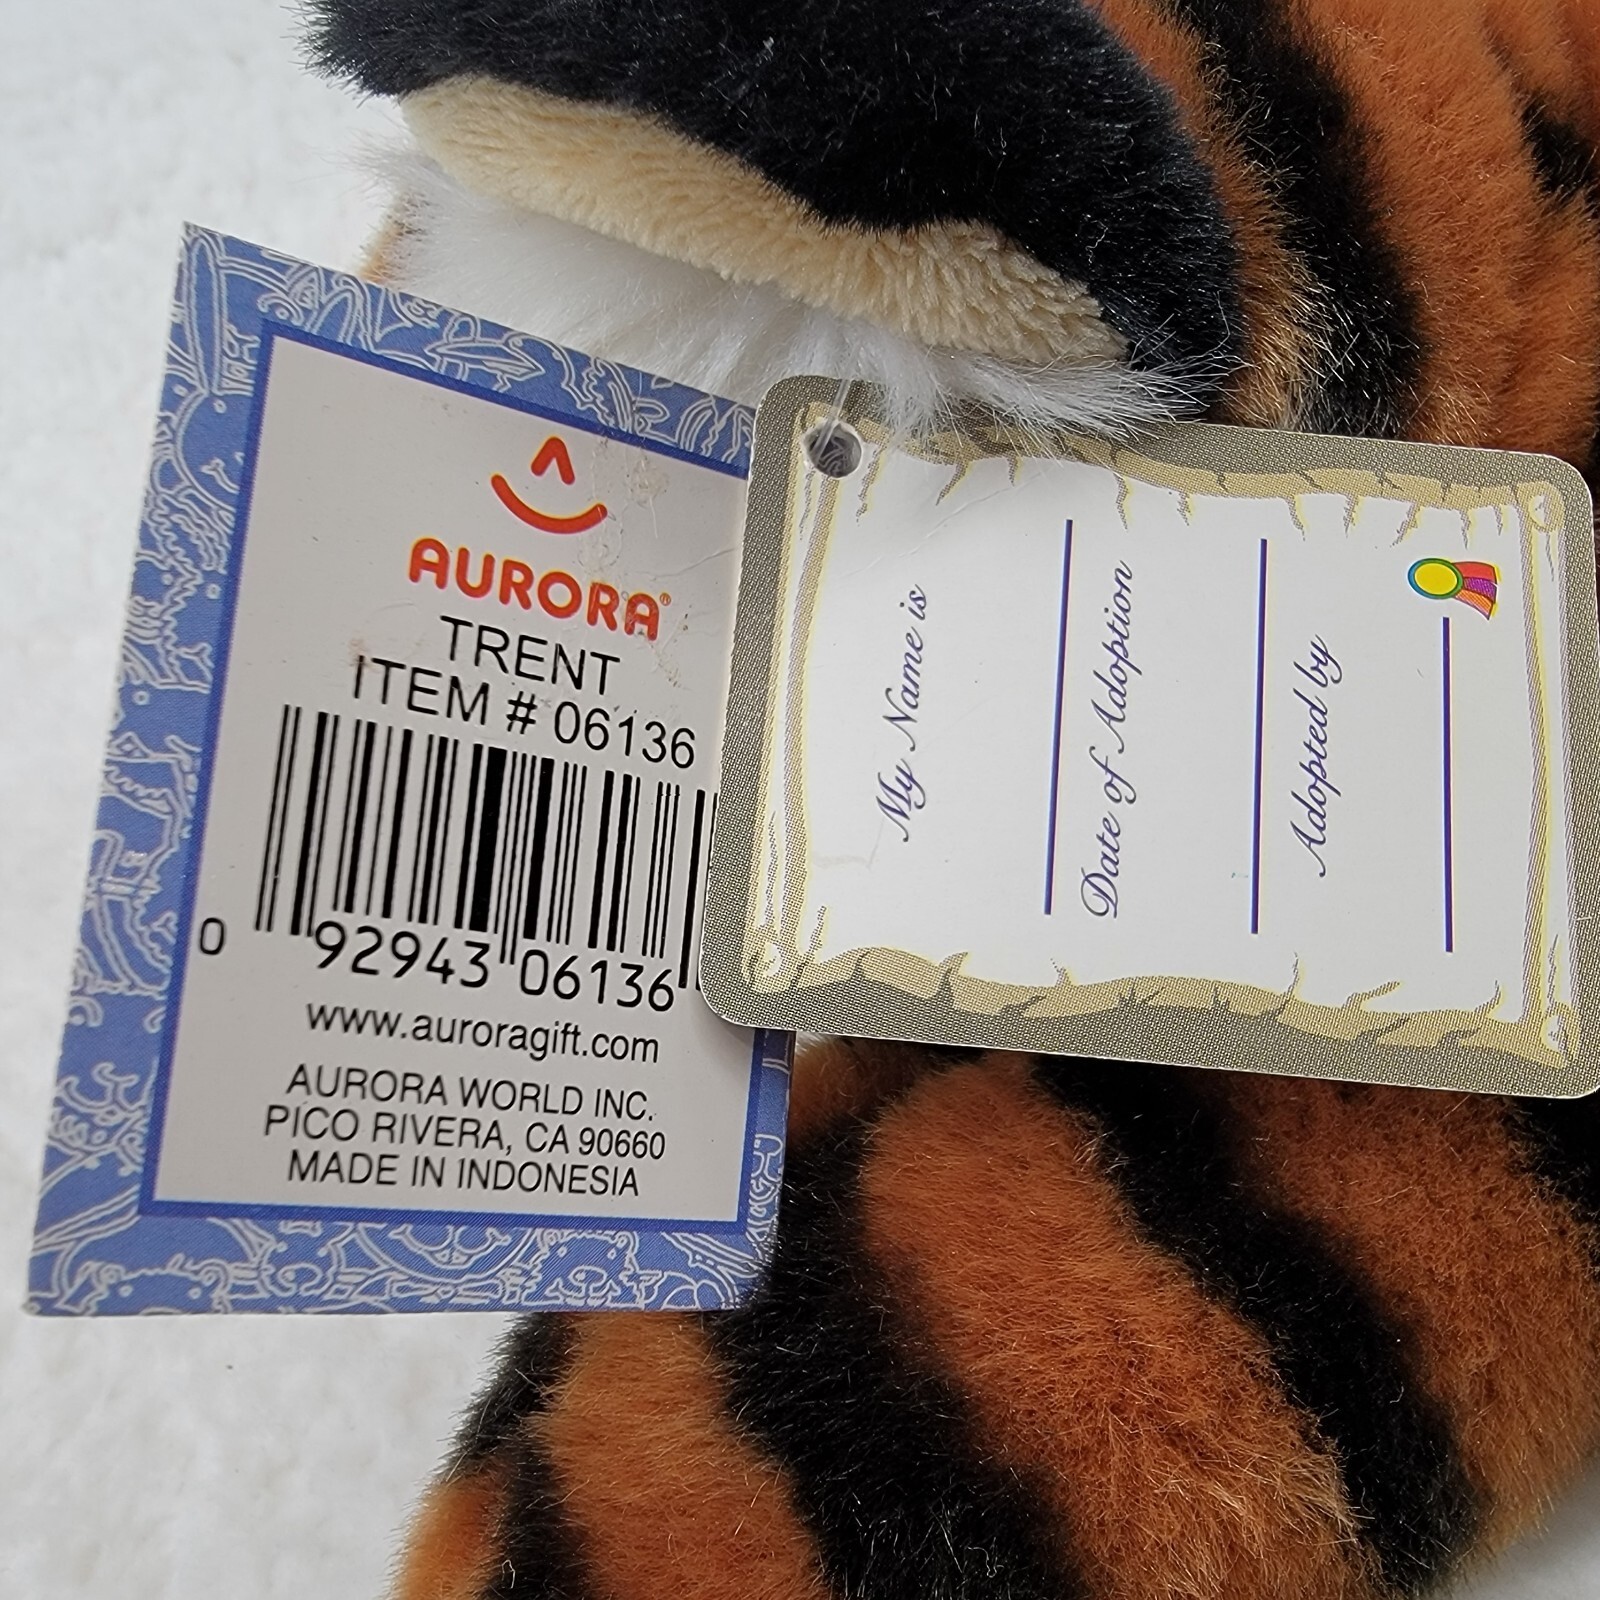 AURORA®
TRENT
ITEM # 06136
0 92943 06136
www.auroragift.com
AURORA WORLD INC.
PICO RIVERA, CA 90660
MADE IN INDONESIA
My Name is
Date of Adoption
Adopted by